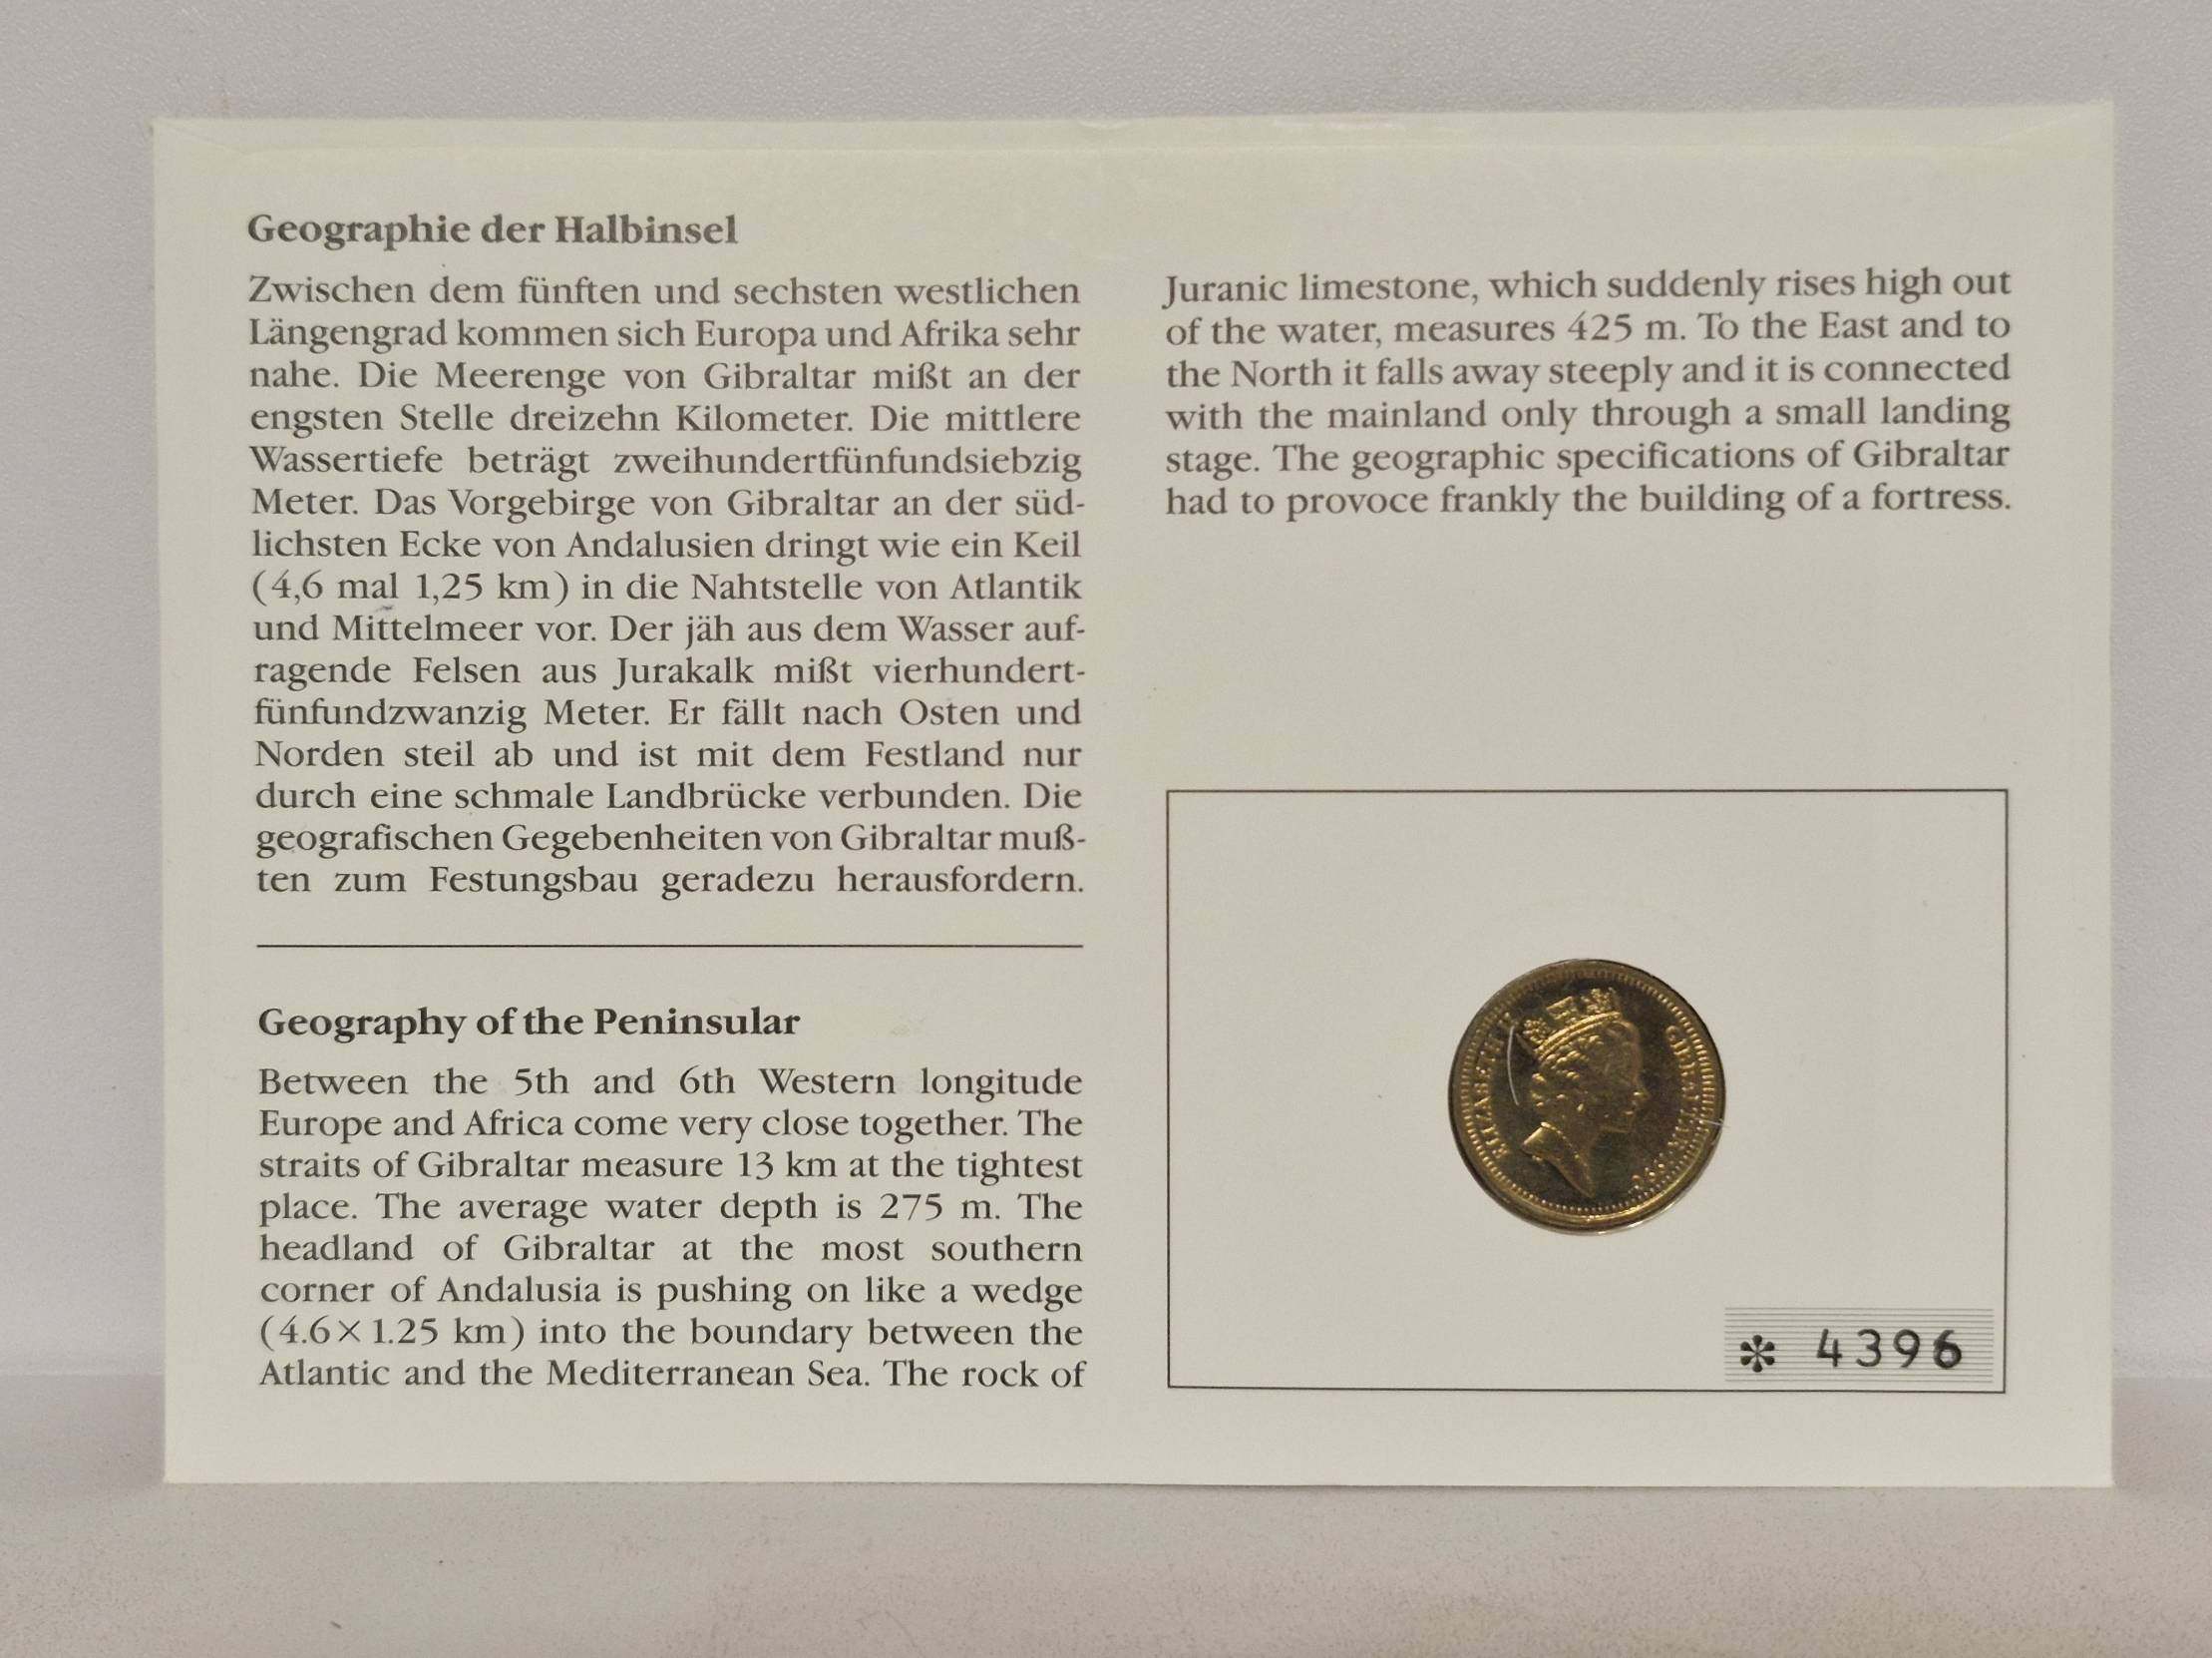 Geographie der Halbinsel
Zwischen dem fünften und sechsten westlichen
Längengrad kommen sich Europa und Afrika sehr
nahe. Die Meerenge von Gibraltar mißt an der
engsten Stelle dreizehn Kilometer. Die mittlere
Wassertiefe beträgt zweihundertfünfundsiebzig
Meter. Das Vorgebirge von Gibraltar an der süd-
lichsten Ecke von Andalusien dringt wie ein Keil
(4,6 mal 1,25 km) in die Nahtstelle von Atlantik
und Mittelmeer vor. Der jäh aus dem Wasser auf-
ragende Felsen aus Jurakalk mißt vierhundert-
fünfundzwanzig Meter. Er fällt nach Osten und
Norden steil ab und ist mit dem Festland nur
durch eine schmale Landbrücke verbunden. Die
geografischen Gegebenheiten von Gibraltar muß-
ten zum Festungsbau geradezu herausfordern.
Geography of the Peninsular
Between the 5th and 6th Western longitude
Europe and Africa come very close together. The
straits of Gibraltar measure 13 km at the tightest
place. The average water depth is 275 m. The
headland of Gibraltar at the most southern
corner of Andalusia is pushing on like a wedge
(4.6×1.25 km) into the boundary between the
Atlantic and the Mediterranean Sea. The rock of
Juranic limestone, which suddenly rises high out
of the water, measures 425 m. To the East and to
the North it falls away steeply and it is connected
with the mainland only through a small landing
stage. The geographic specifications of Gibraltar
had to provoce frankly the building of a fortress.
ELIZABETH II
GIBRALTAR 1990
* 4396